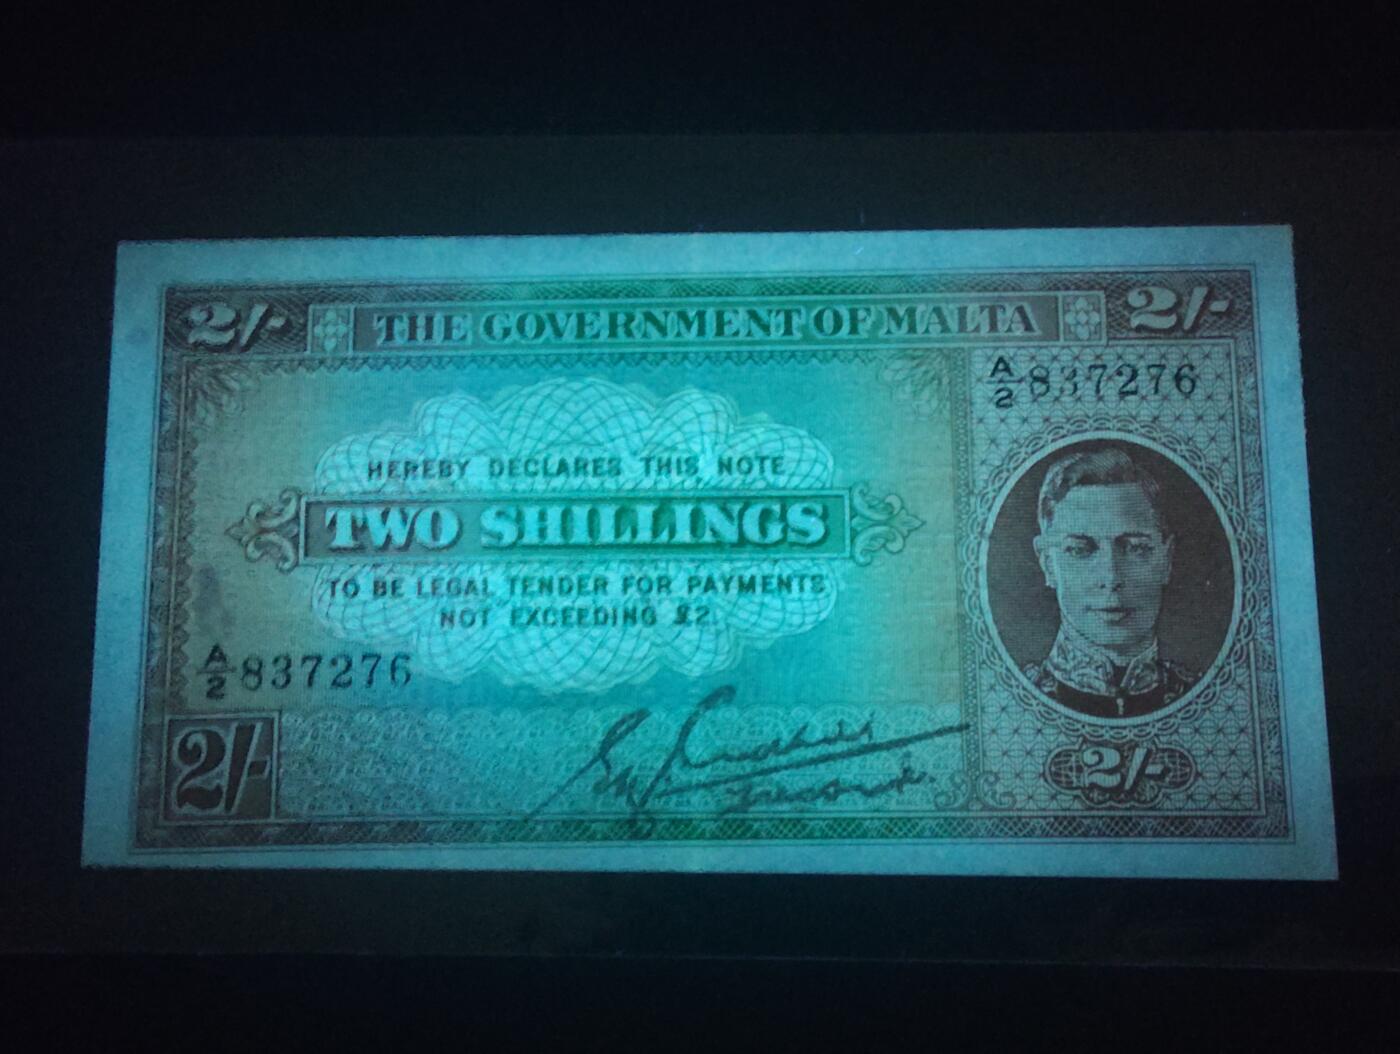 2/- THE GOVERNMENT OF MALTA 2/-
A/2 837276
HEREBY DECLARES THIS NOTE
TWO SHILLINGS
TO BE LEGAL TENDER FOR PAYMENTS
NOT EXCEEDING £2.
A/2 837276
2/-
2/-